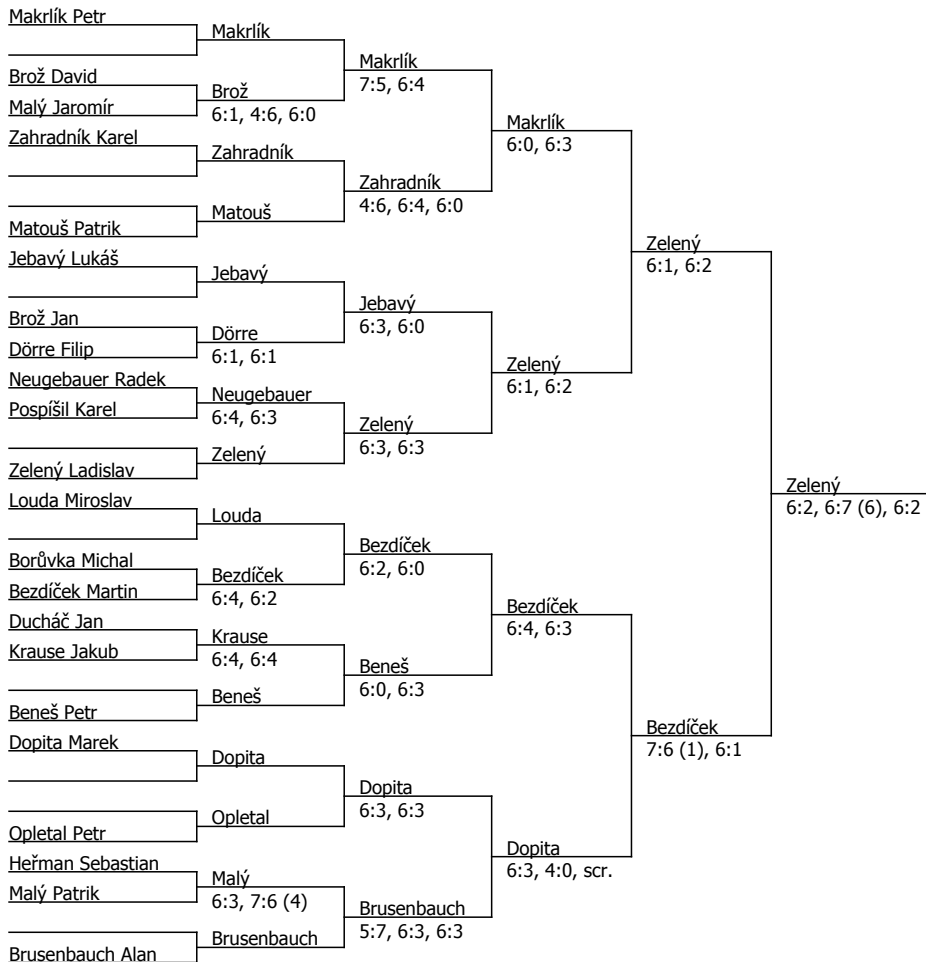 Makrlík Petr
Brož David
Malý Jaromír
Zahradník Karel
Matouš Patrik
Jebavý Lukáš
Brož Jan
Dörre Filip
Neugebauer Radek
Pospíšil Karel
Zelený Ladislav
Louda Miroslav
Borůvka Michal
Bezdíček Martin
Ducháč Jan
Krause Jakub
Beneš Petr
Dopita Marek
Opletal Petr
Heřman Sebastian
Malý Patrik
Brusenbauch Alan
Makrlík
Brož
6:1, 4:6, 6:0
Zahradník
Matouš
Jebavý
Dörre
6:1, 6:1
Neugebauer
6:4, 6:3
Zelený
Louda
Bezdíček
6:4, 6:2
Krause
6:4, 6:4
Beneš
Dopita
Opletal
Malý
6:3, 7:6 (4)
Brusenbauch
Makrlík
7:5, 6:4
Zahradník
4:6, 6:4, 6:0
Jebavý
6:3, 6:0
Zelený
6:3, 6:3
Bezdíček
6:2, 6:0
Beneš
6:0, 6:3
Dopita
6:3, 6:3
Brusenbauch
5:7, 6:3, 6:3
Makrlík
6:0, 6:3
Zelený
6:1, 6:2
Bezdíček
6:4, 6:3
Dopita
6:3, 4:0, scr.
Zelený
6:1, 6:2
Bezdíček
7:6 (1), 6:1
Zelený
6:2, 6:7 (6), 6:2